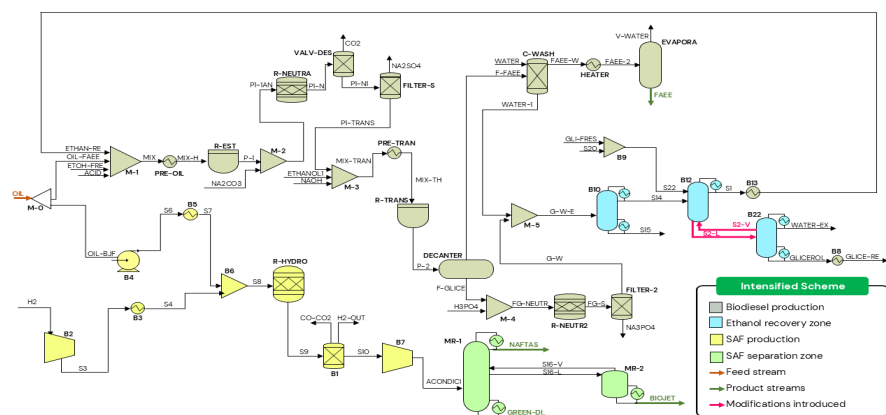 V-WATER
EVAPORA
CO2
VALV-DES
NA2SO4
C-WASH
WATER
FAEE-W
FAEE-2
F-FAEE
HEATER
R-NEUTRA
PI-N
PI-NI
FILTER-S
FAEE
PI-1AN
WATER-1
PI-TRANS
GLI-FRES
S20
B9
PRE-TRAN
ETHAN-RE
OIL-FAEE
ETOH-FRE
ACID
MIX
MIX-H
R-EST
P-1
M-2
M-1
PRE-OIL
MIX-TRAN
ETHANOL1
NAOH
M-3
NA2CO3
MIX-TH
B10
B12
B13
S22
S1
S14
OIL
M-0
B5
S6
S7
R-TRANS
M-5
G-W-E
S2-V
S2-L
B22
WATER-EX
S15
OIL-BJF
B4
B6
S8
R-HYDRO
DECANTER
G-W
GLYCEROL
B8
GLICE-RE
P-2
F-GLICE
FILTER-2
H2
S4
B3
H3PO4
FG-NEUTR
FG-S
M-4
R-NEUTR2
NA3PO4
B2
S3
CO-CO2
H2-OUT
S9
B1
S10
B7
MR-1
NAFTAS
S16-V
S16-L
MR-2
ACONDICI
BIOJET
GREEN-DI.
Intensified Scheme
Biodiesel production
Ethanol recovery zone
SAF production
SAF separation zone
Feed stream
Product streams
Modifications introduced